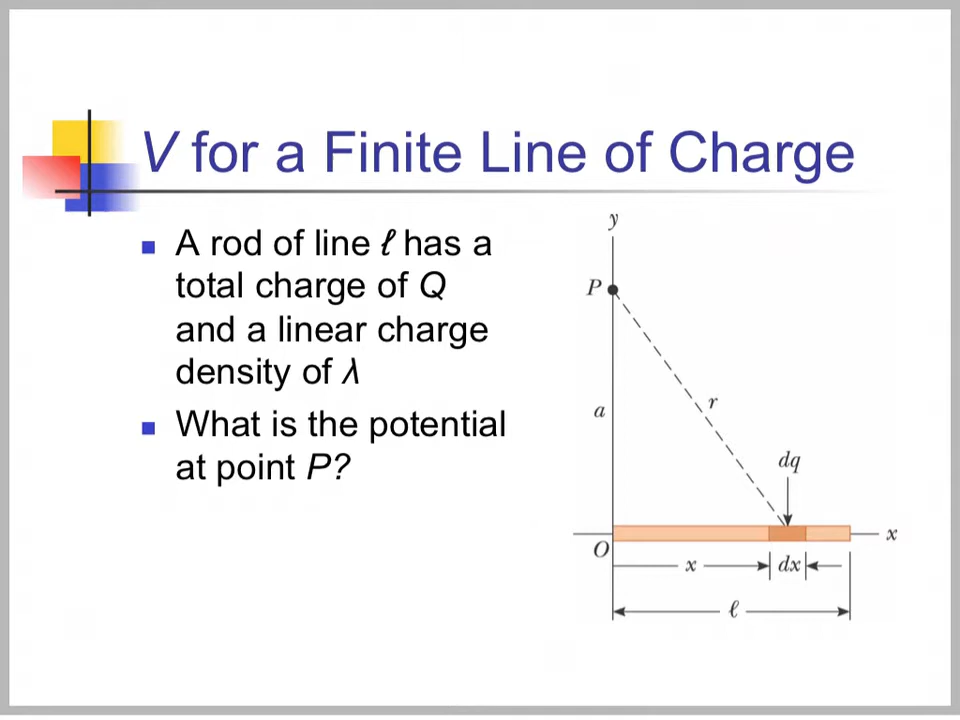 V for a Finite Line of Charge
A rod of line ℓ has a
total charge of Q
and a linear charge
density of λ
What is the potential
at point P?
y
P
a
r
dq
O
x
x
dx
ℓ